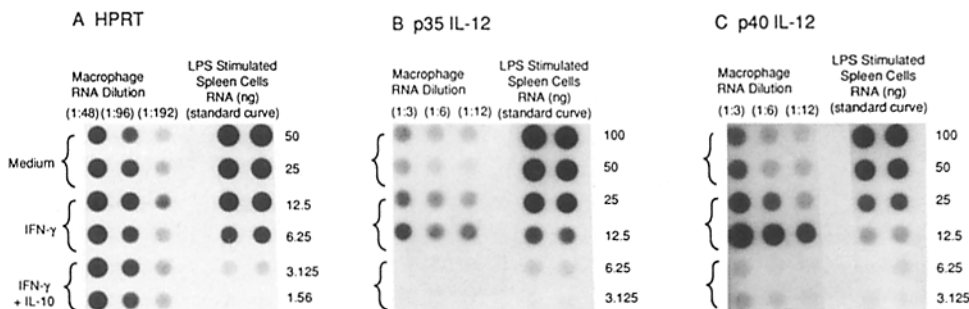 A HPRT
Macrophage
RNA Dilution
(1:48) (1:96) (1:192)
LPS Stimulated
Spleen Cells
RNA (ng)
(standard curve)
Medium
IFN-γ
IFN-γ
+ IL-10
50
25
12.5
6.25
3.125
1.56
B p35 IL-12
Macrophage
RNA Dilution
(1:3) (1:6) (1:12)
LPS Stimulated
Spleen Cells
RNA (ng)
(standard curve)
100
50
25
12.5
6.25
3.125
C p40 IL-12
Macrophage
RNA Dilution
(1:3) (1:6) (1:12)
LPS Stimulated
Spleen Cells
RNA (ng)
(standard curve)
100
50
25
12.5
6.25
3.125